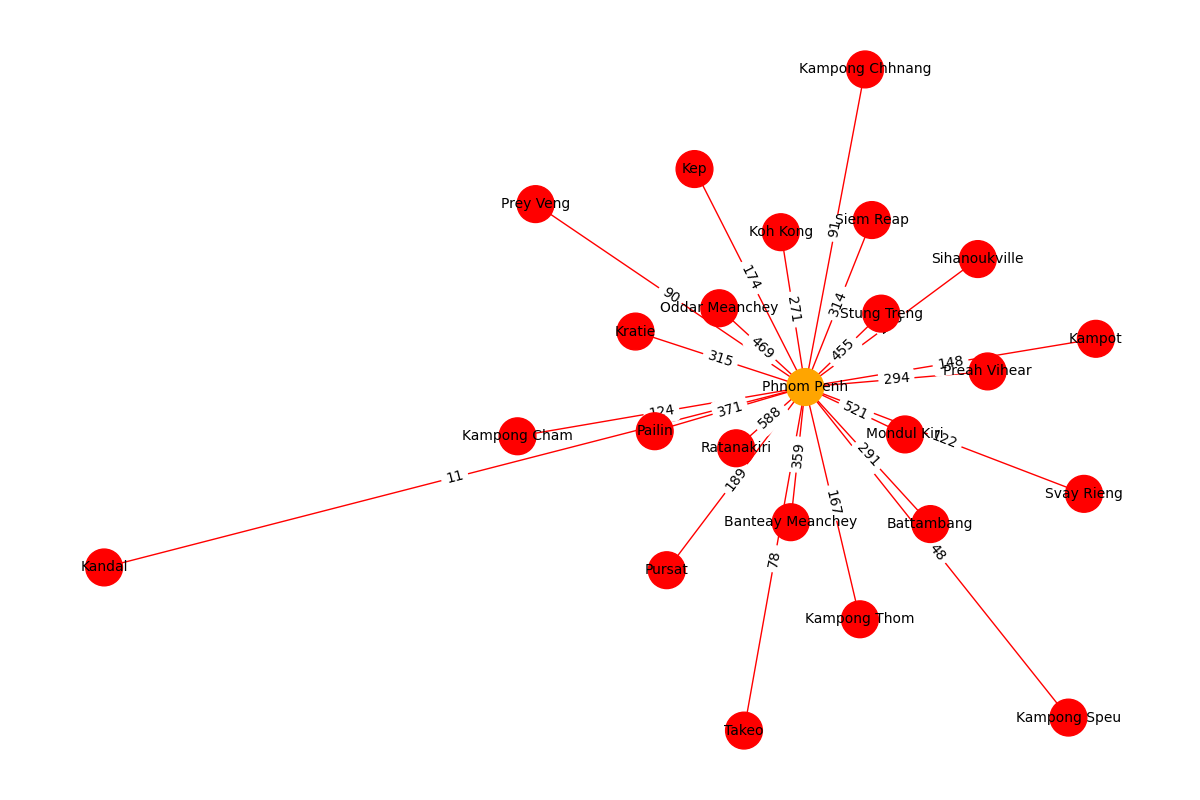 Kampong Chhnang
Kep
Prey Veng
Siem Reap
91
Koh Kong
Sihanoukville
174
90
314
Oddar Meanchey
271
Stung Treng
Kratie
Kampot
469
455
315
148
Preah Vihear
294
Phnom Penh
124
371
521
588
Pailin
Kampong Cham
Mondul Kiri
122
Ratanakiri
291
359
11
189
Svay Rieng
167
Banteay Meanchey
Battambang
48
78
Kandal
Pursat
Kampong Thom
Kampong Speu
Takeo